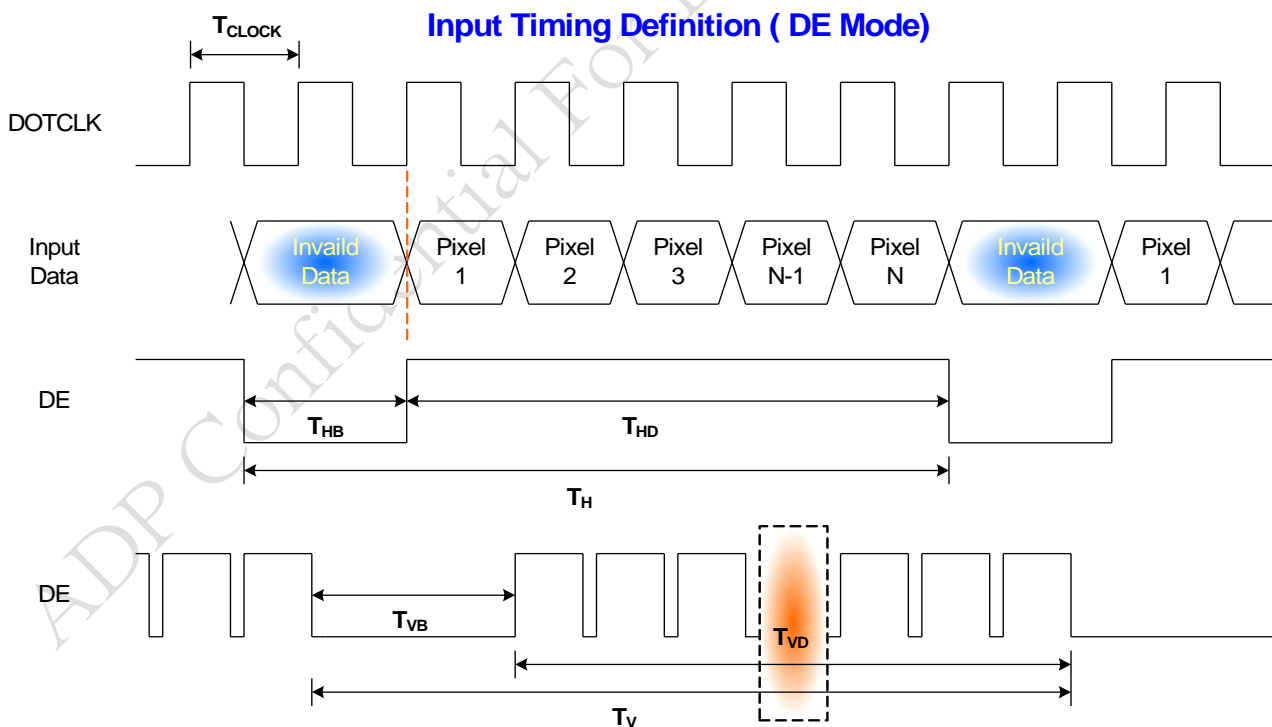 Input Timing Definition ( DE Mode)
TCLOCK
DOTCLK
Input
Data
Invaild
Data
Pixel
1
Pixel
2
Pixel
3
Pixel
N-1
Pixel
N
Invaild
Data
Pixel
1
DE
THB
THD
TH
DE
TVB
TVD
TV
ADP Confidential For